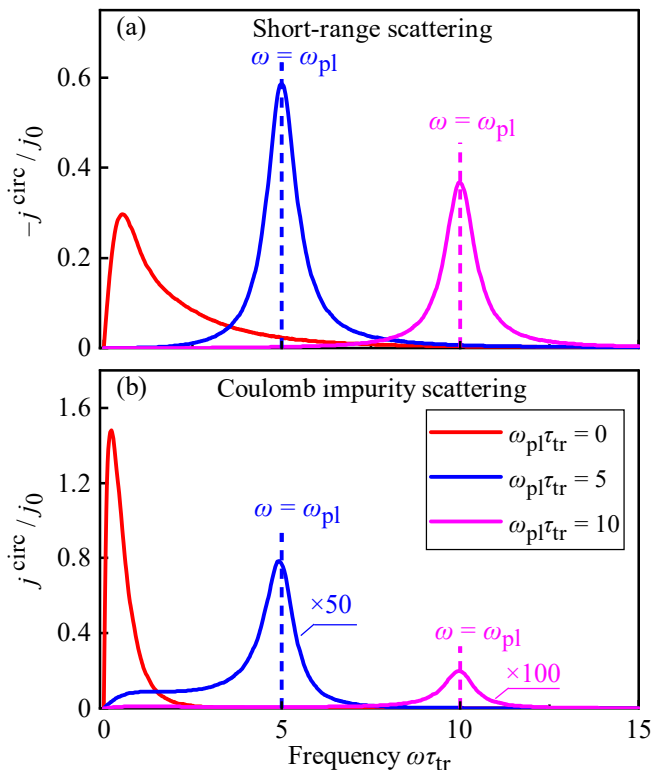 (a) Short-range scattering
0.6
0.4
0.2
0
−j circ / j0
ω = ωpl
ω = ωpl
(b) Coulomb impurity scattering
1.6
1.2
0.8
0.4
0
j circ / j0
ωplτtr = 0
ωplτtr = 5
ωplτtr = 10
ω = ωpl
×50
ω = ωpl
×100
0 5 10 15
Frequency ωτtr